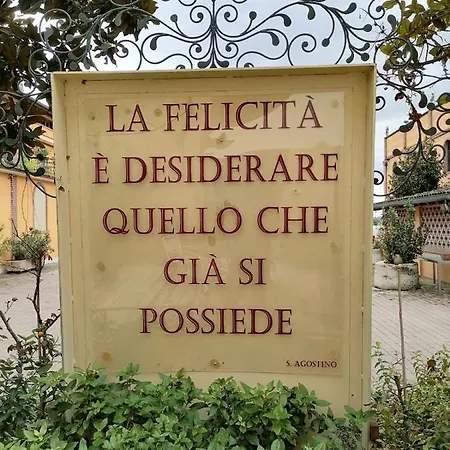 LA FELICITÀ
È DESIDERARE
QUELLO CHE
GIÀ SI
POSSIEDE
S. AGOSTINO